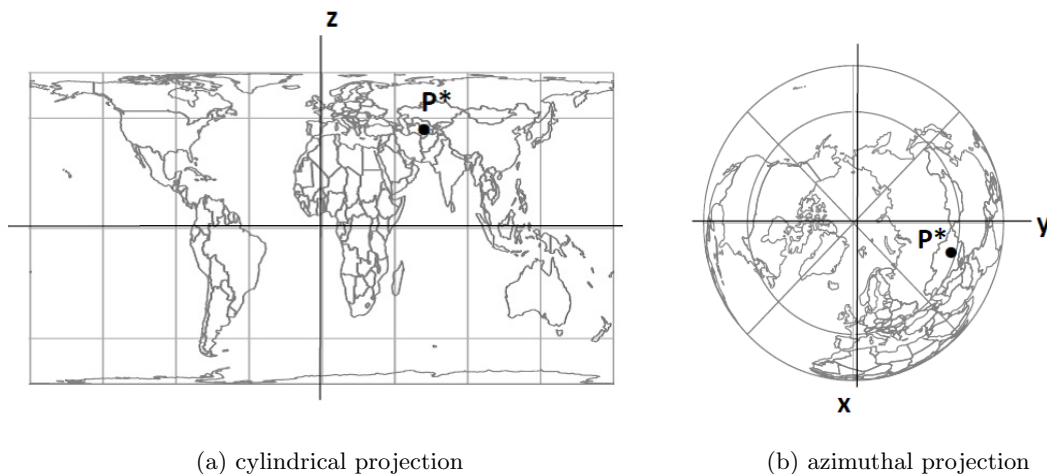 z
P*
(a) cylindrical projection
y
P*
x
(b) azimuthal projection